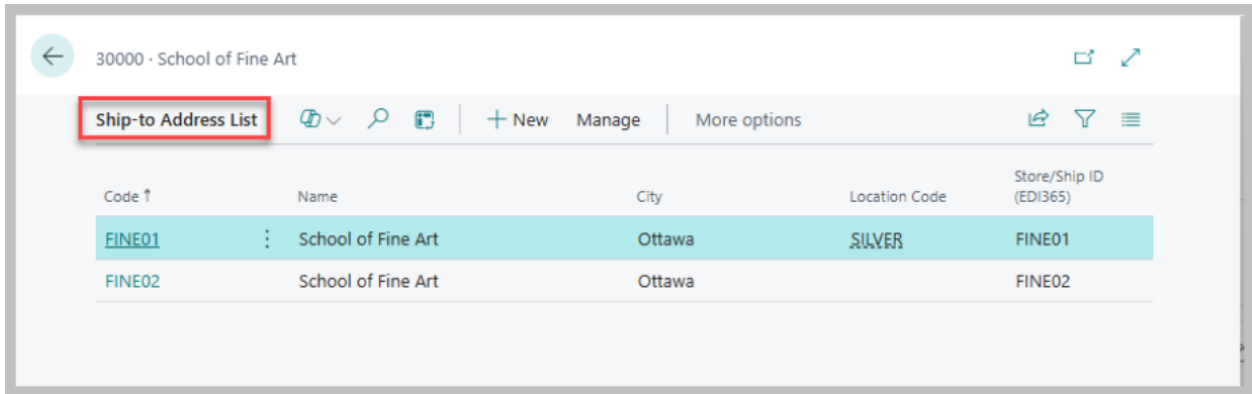 30000 · School of Fine Art
Ship-to Address List + New Manage More options
Store/Ship ID
Code ↑ Name City Location Code (EDI365)
FINE01 School of Fine Art Ottawa SILVER FINE01
FINE02 School of Fine Art Ottawa FINE02